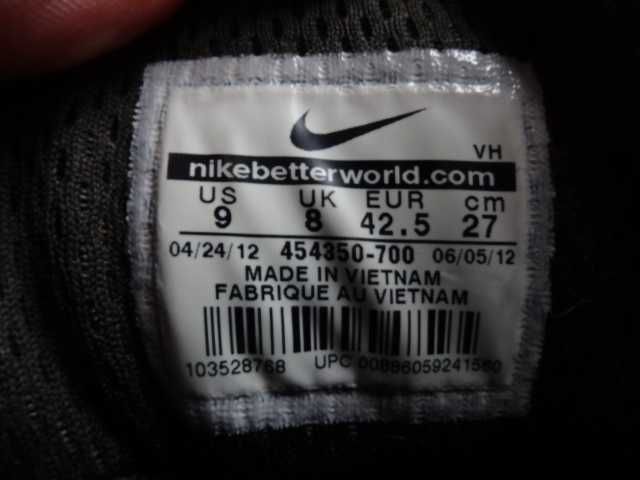 VH
nikebetterworld.com
US UK EUR cm
9 8 42.5 27
04/24/12 454350-700 06/05/12
MADE IN VIETNAM
FABRIQUE AU VIETNAM
103528768 UPC 00886059241560